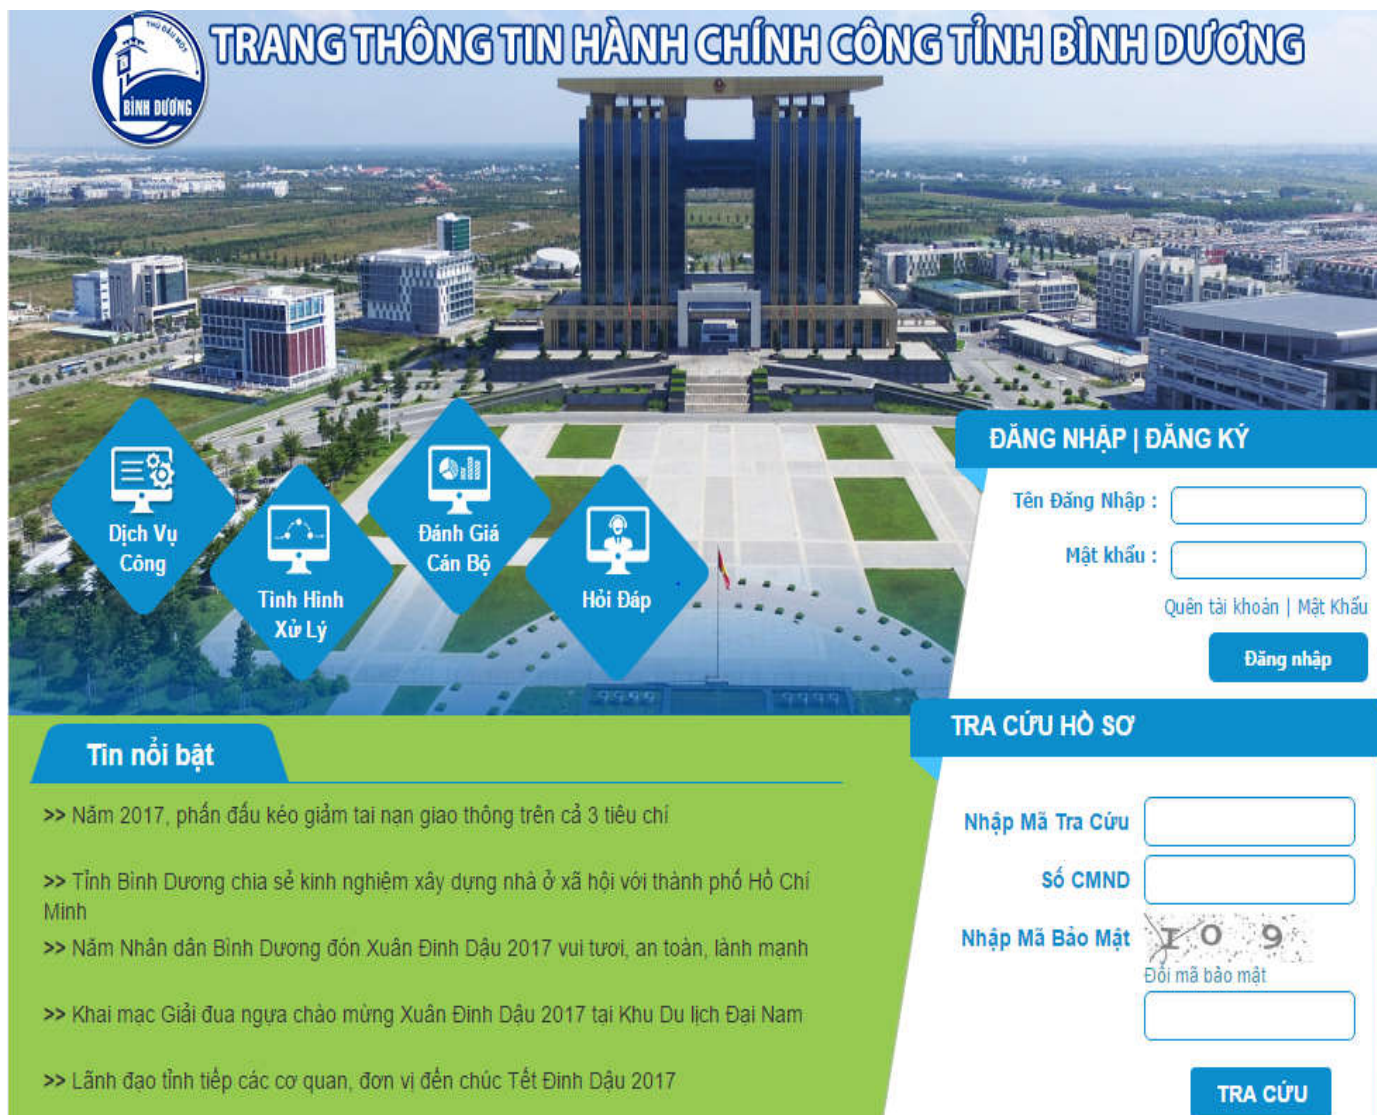 THỦ DẦU MỘT
BÌNH DƯƠNG
TRANG THÔNG TIN HÀNH CHÍNH CÔNG TỈNH BÌNH DƯƠNG
Dịch Vụ
Công
Tình Hình
Xử Lý
Đánh Giá
Cán Bộ
Hỏi Đáp
ĐĂNG NHẬP | ĐĂNG KÝ
Tên Đăng Nhập :
Mật khẩu :
Quên tài khoản | Mật Khẩu
Đăng nhập
Tin nổi bật
>> Năm 2017, phấn đấu kéo giảm tai nạn giao thông trên cả 3 tiêu chí
>> Tỉnh Bình Dương chia sẻ kinh nghiệm xây dựng nhà ở xã hội với thành phố Hồ Chí
Minh
>> Năm Nhân dân Bình Dương đón Xuân Đinh Dậu 2017 vui tươi, an toàn, lành mạnh
>> Khai mạc Giải đua ngựa chào mừng Xuân Đinh Dậu 2017 tại Khu Du lịch Đại Nam
>> Lãnh đạo tỉnh tiếp các cơ quan, đơn vị đến chúc Tết Đinh Dậu 2017
TRA CỨU HỒ SƠ
Nhập Mã Tra Cứu
Số CMND
Nhập Mã Bảo Mật
I O 9
Đổi mã bảo mật
TRA CỨU